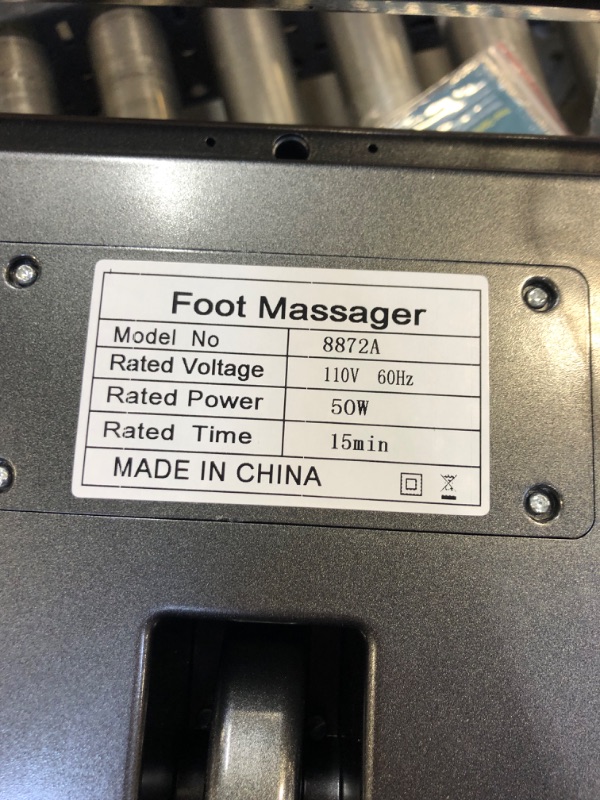 Foot Massager
Model No 8872A
Rated Voltage 110V 60Hz
Rated Power 50W
Rated Time 15min
MADE IN CHINA